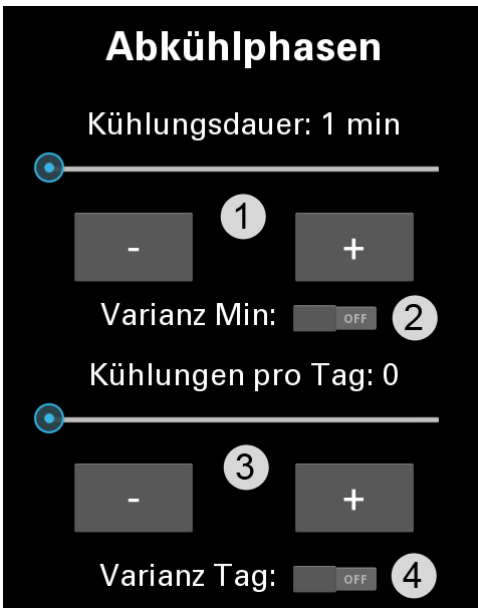 Abkühlphasen
Kühlungsdauer: 1 min
1
- +
Varianz Min: OFF 2
Kühlungen pro Tag: 0
3
- +
Varianz Tag: OFF 4